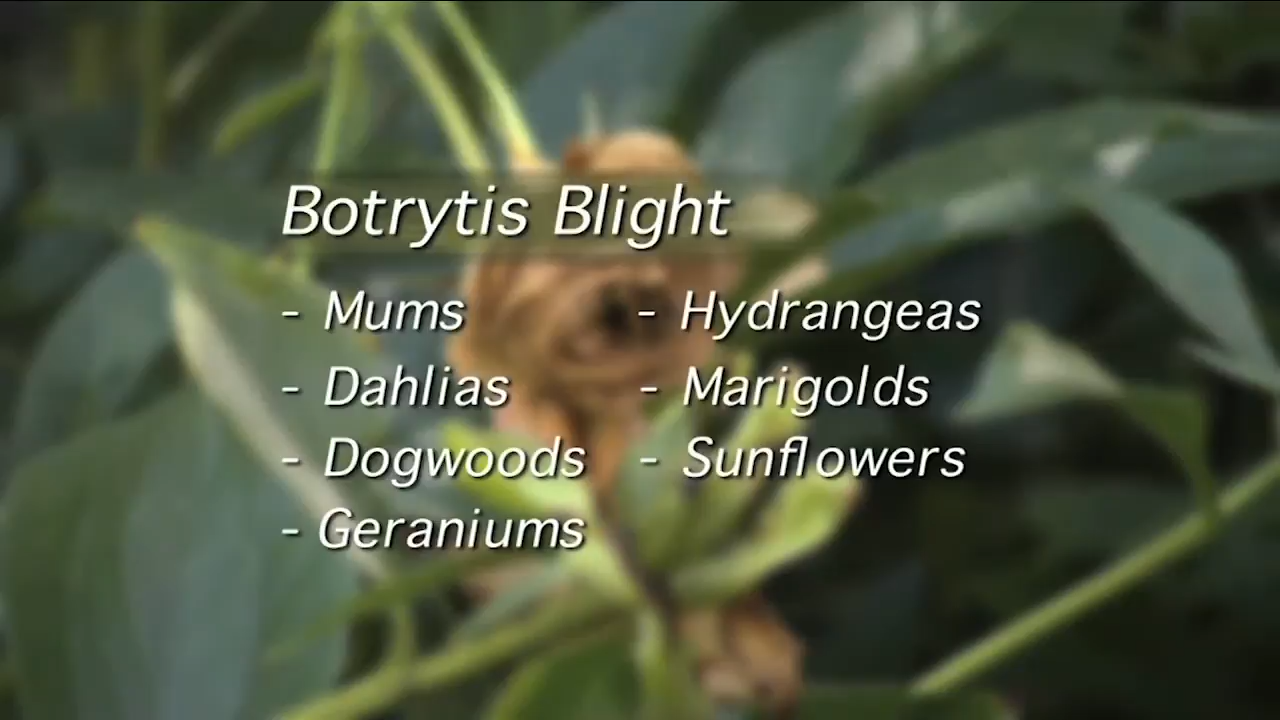 Botrytis Blight
- Mums
- Dahlias
- Dogwoods
- Geraniums
- Hydrangeas
- Marigolds
- Sunflowers